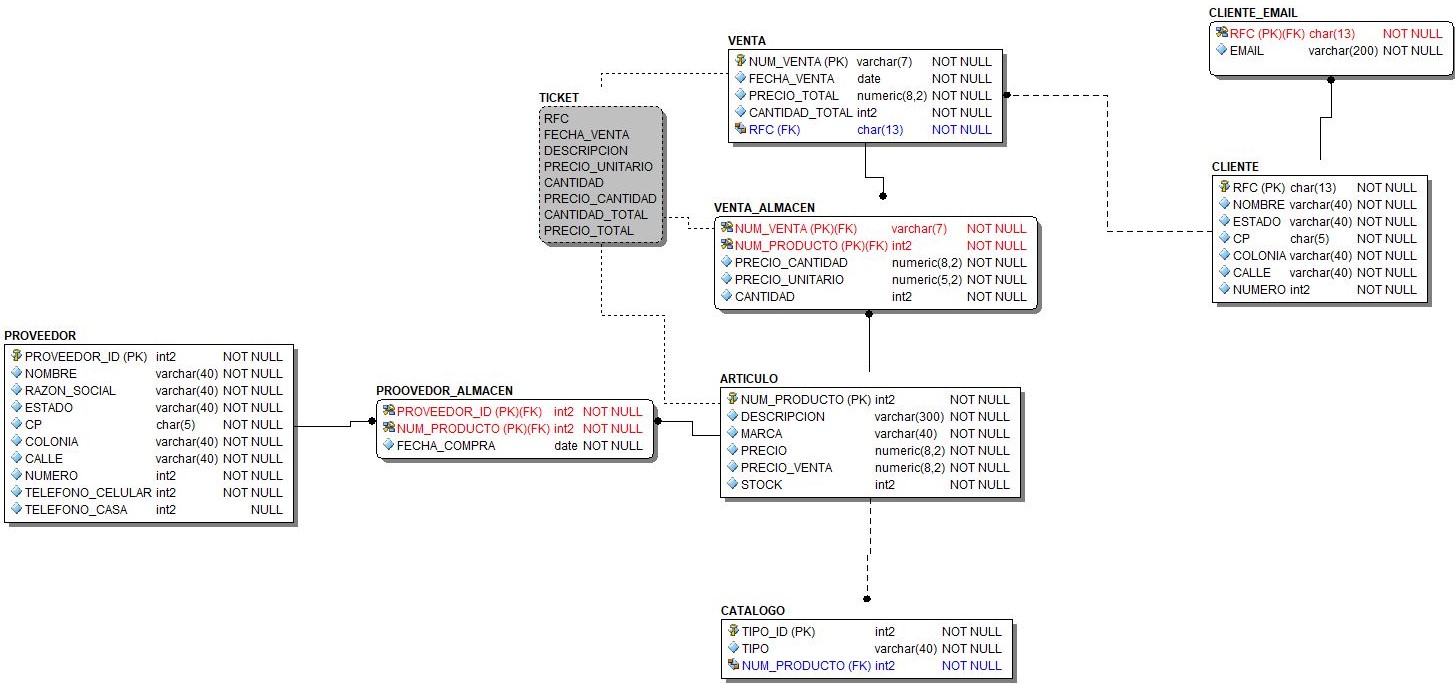 CLIENTE_EMAIL
RFC (PK)(FK) char(13) NOT NULL
EMAIL varchar(200) NOT NULL
VENTA
NUM_VENTA (PK) varchar(7) NOT NULL
FECHA_VENTA date NOT NULL
PRECIO_TOTAL numeric(8,2) NOT NULL
CANTIDAD_TOTAL int2 NOT NULL
RFC (FK) char(13) NOT NULL
TICKET
RFC
FECHA_VENTA
DESCRIPCION
PRECIO_UNITARIO
CANTIDAD
PRECIO_CANTIDAD
CANTIDAD_TOTAL
PRECIO_TOTAL
CLIENTE
RFC (PK) char(13) NOT NULL
NOMBRE varchar(40) NOT NULL
ESTADO varchar(40) NOT NULL
CP char(5) NOT NULL
COLONIA varchar(40) NOT NULL
CALLE varchar(40) NOT NULL
NUMERO int2 NOT NULL
VENTA_ALMACEN
NUM_VENTA (PK)(FK) varchar(7) NOT NULL
NUM_PRODUCTO (PK)(FK) int2 NOT NULL
PRECIO_CANTIDAD numeric(8,2) NOT NULL
PRECIO_UNITARIO numeric(5,2) NOT NULL
CANTIDAD int2 NOT NULL
PROVEEDOR
PROVEEDOR_ID (PK) int2 NOT NULL
NOMBRE varchar(40) NOT NULL
RAZON_SOCIAL varchar(40) NOT NULL
ESTADO varchar(40) NOT NULL
CP char(5) NOT NULL
COLONIA varchar(40) NOT NULL
CALLE varchar(40) NOT NULL
NUMERO int2 NOT NULL
TELEFONO_CELULAR int2 NOT NULL
TELEFONO_CASA int2 NULL
PROOVEDOR_ALMACEN
PROVEEDOR_ID (PK)(FK) int2 NOT NULL
NUM_PRODUCTO (PK)(FK) int2 NOT NULL
FECHA_COMPRA date NOT NULL
ARTICULO
NUM_PRODUCTO (PK) int2 NOT NULL
DESCRIPCION varchar(300) NOT NULL
MARCA varchar(40) NOT NULL
PRECIO numeric(8,2) NOT NULL
PRECIO_VENTA numeric(8,2) NOT NULL
STOCK int2 NOT NULL
CATALOGO
TIPO_ID (PK) int2 NOT NULL
TIPO varchar(40) NOT NULL
NUM_PRODUCTO (FK) int2 NOT NULL